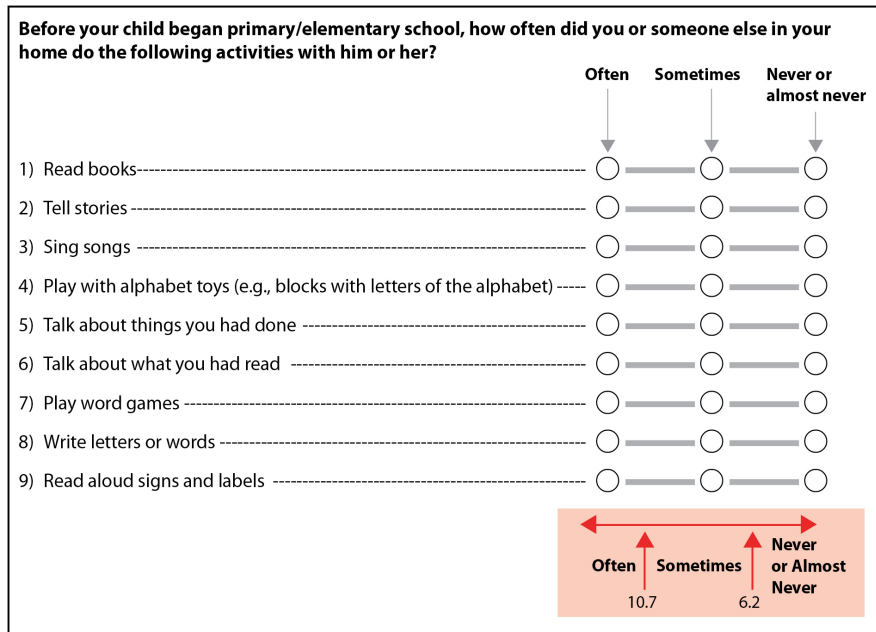 Before your child began primary/elementary school, how often did you or someone else in your
home do the following activities with him or her?
Often Sometimes Never or
almost never
1) Read books
2) Tell stories
3) Sing songs
4) Play with alphabet toys (e.g., blocks with letters of the alphabet)
5) Talk about things you had done
6) Talk about what you had read
7) Play word games
8) Write letters or words
9) Read aloud signs and labels
Often Sometimes Never
or Almost
Never
10.7 6.2